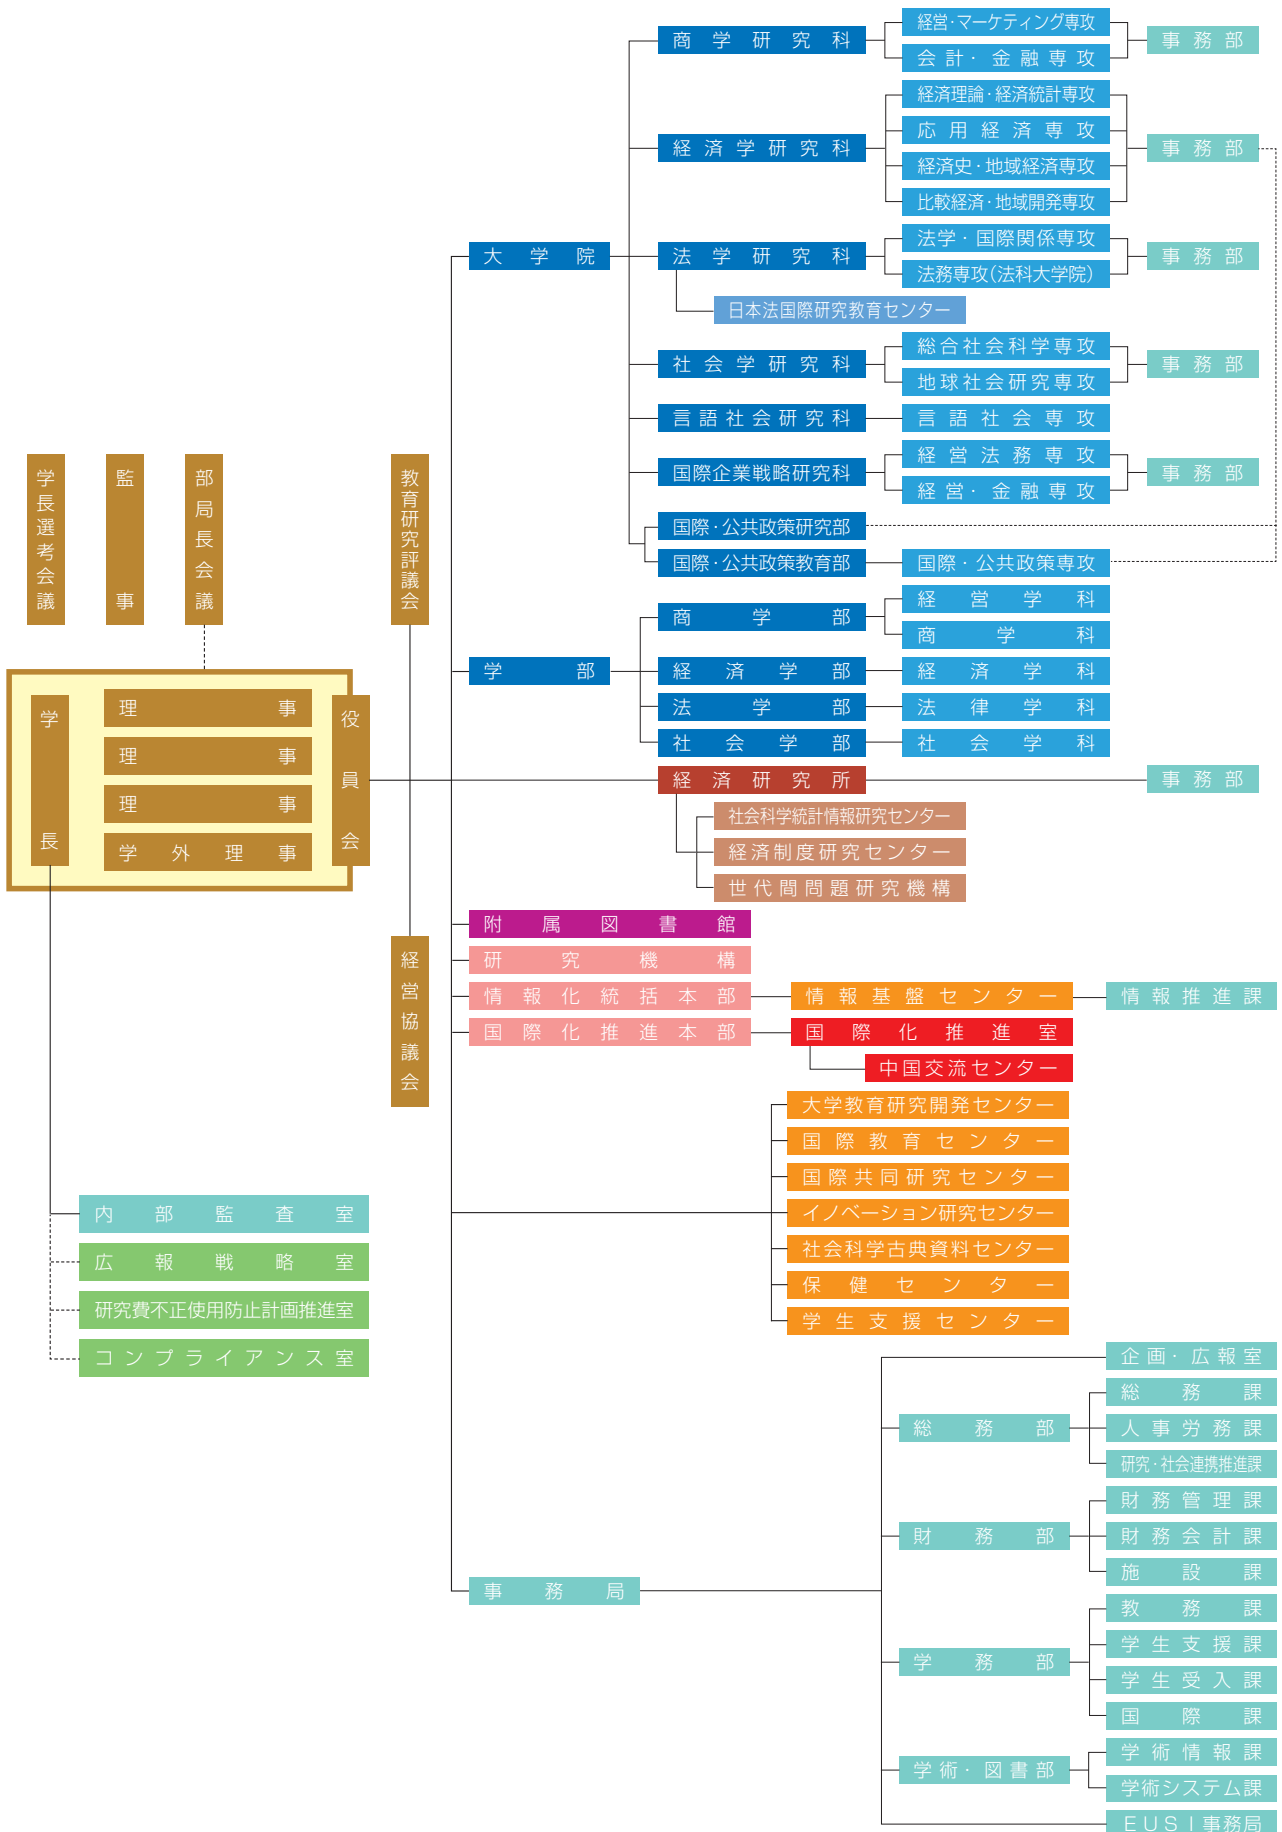 商学研究科
経営・マーケティング専攻
会計・金融専攻
事務部
経済学研究科
経済理論・経済統計専攻
応用経済専攻
経済史・地域経済専攻
比較経済・地域開発専攻
事務部
大学院
法学研究科
法学・国際関係専攻
法務専攻(法科大学院)
事務部
日本法国際研究教育センター
社会学研究科
総合社会科学専攻
地球社会研究専攻
事務部
言語社会研究科
言語社会専攻
国際企業戦略研究科
経営法務専攻
経営・金融専攻
事務部
国際・公共政策研究部
国際・公共政策教育部
国際・公共政策専攻
学長選考会議
監事
部局長会議
教育研究評議会
学部
商学部
経営学科
商学科
経済学部
経済学科
法学部
法律学科
社会学部
社会学科
学長
理事
理事
理事
学外理事
役員会
経済研究所
事務部
社会科学統計情報研究センター
経済制度研究センター
世代間問題研究機構
経営協議会
附属図書館
研究機構
情報化統括本部
情報基盤センター
情報推進課
国際化推進本部
国際化推進室
中国交流センター
大学教育研究開発センター
国際教育センター
国際共同研究センター
イノベーション研究センター
社会科学古典資料センター
保健センター
学生支援センター
内部監査室
広報戦略室
研究費不正使用防止計画推進室
コンプライアンス室
事務局
企画・広報室
総務部
総務課
人事労務課
研究・社会連携推進課
財務部
財務管理課
財務会計課
施設課
学務部
教務課
学生支援課
学生受入課
国際課
学術・図書部
学術情報課
学術システム課
EUSI事務局